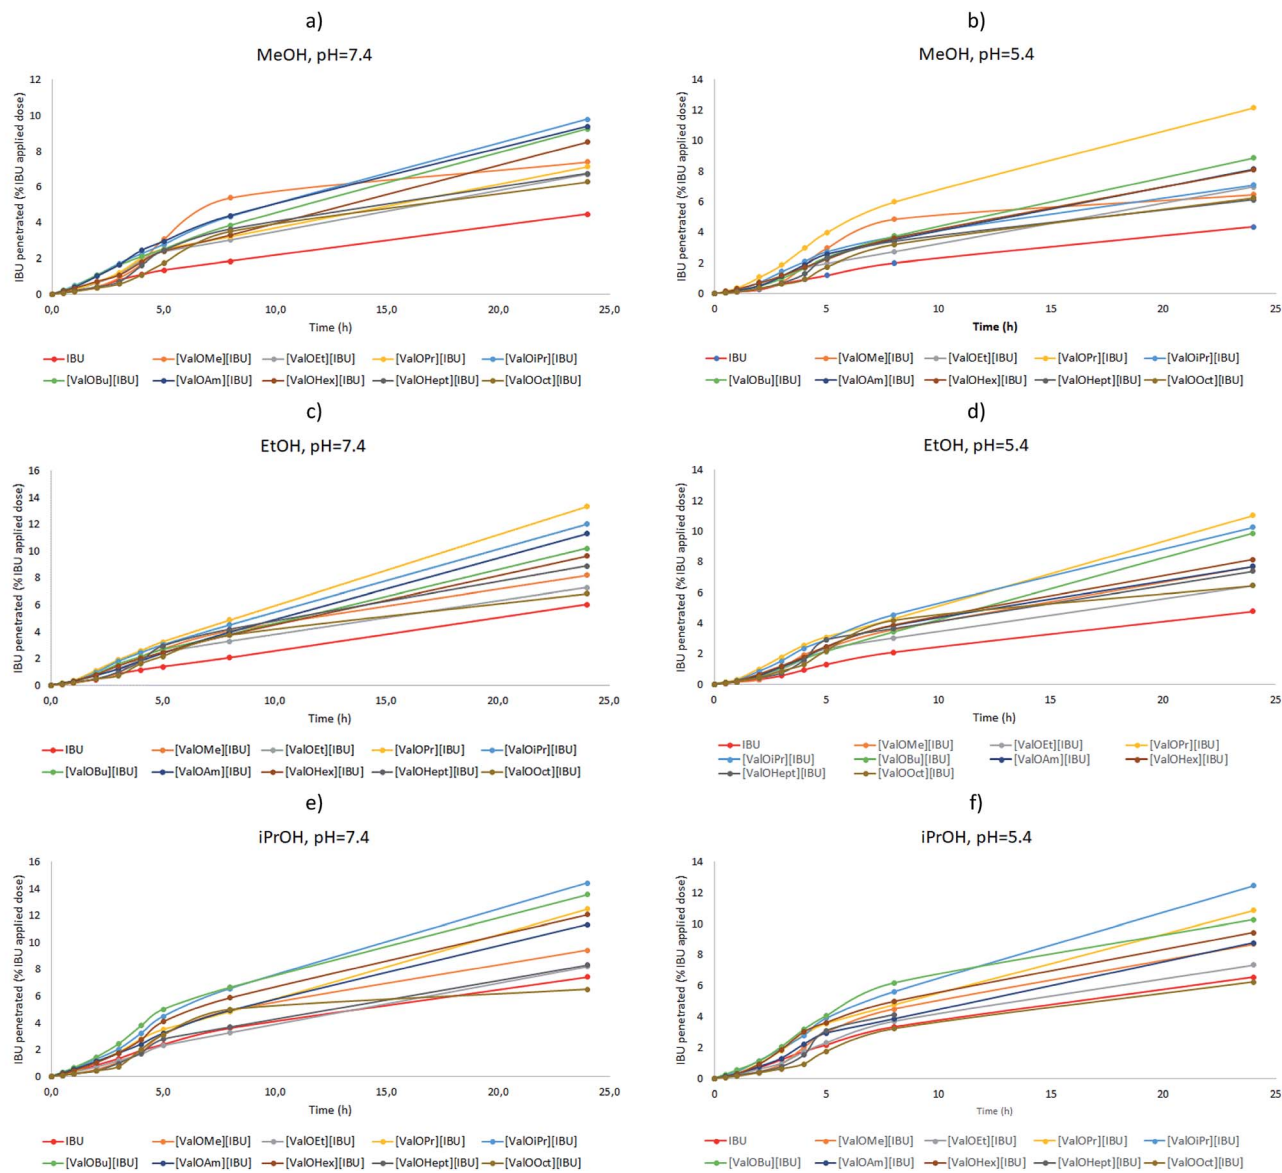 a)
MeOH, pH=7.4
IBU penetrated (% IBU applied dose)
12
10
8
6
4
2
0
0,0 5,0 10,0 15,0 20,0 25,0
Time (h)
IBU [ValOMe][IBU] [ValOEt][IBU] [ValOPr][IBU] [ValOiPr][IBU]
[ValOBu][IBU] [ValOAm][IBU] [ValOHex][IBU] [ValOHept][IBU] [ValOOct][IBU]
b)
MeOH, pH=5.4
IBU penetrated (% IBU applied dose)
14
12
10
8
6
4
2
0
0 5 10 15 20 25
Time (h)
IBU [ValOMe][IBU] [ValOEt][IBU] [ValOPr][IBU] [ValOiPr][IBU]
[ValOBu][IBU] [ValOAm][IBU] [ValOHex][IBU] [ValOHept][IBU] [ValOOct][IBU]
c)
EtOH, pH=7.4
IBU penetrated (% IBU applied dose)
16
14
12
10
8
6
4
2
0
0,0 5,0 10,0 15,0 20,0 25,0
Time (h)
IBU [ValOMe][IBU] [ValOEt][IBU] [ValOPr][IBU] [ValOiPr][IBU]
[ValOBu][IBU] [ValOAm][IBU] [ValOHex][IBU] [ValOHept][IBU] [ValOOct][IBU]
d)
EtOH, pH=5.4
IBU penetrated (% IBU applied dose)
14
12
10
8
6
4
2
0
0 5 10 15 20 25
Time (h)
IBU [ValOMe][IBU] [ValOEt][IBU] [ValOPr][IBU]
[ValOiPr][IBU] [ValOBu][IBU] [ValOAm][IBU] [ValOHex][IBU]
[ValOHept][IBU] [ValOOct][IBU]
e)
iPrOH, pH=7.4
IBU penetrated (% IBU applied dose)
16
14
12
10
8
6
4
2
0
0,0 5,0 10,0 15,0 20,0 25,0
Time (h)
IBU [ValOMe][IBU] [ValOEt][IBU] [ValOPr][IBU] [ValOiPr][IBU]
[ValOBu][IBU] [ValOAm][IBU] [ValOHex][IBU] [ValOHept][IBU] [ValOOct][IBU]
f)
iPrOH, pH=5.4
IBU penetrated (% IBU applied dose)
14
12
10
8
6
4
2
0
0 5 10 15 20 25
Time (h)
IBU [ValOMe][IBU] [ValOEt][IBU] [ValOPr][IBU] [ValOiPr][IBU]
[ValOBu][IBU] [ValOAm][IBU] [ValOHex][IBU] [ValOHept][IBU] [ValOOct][IBU]